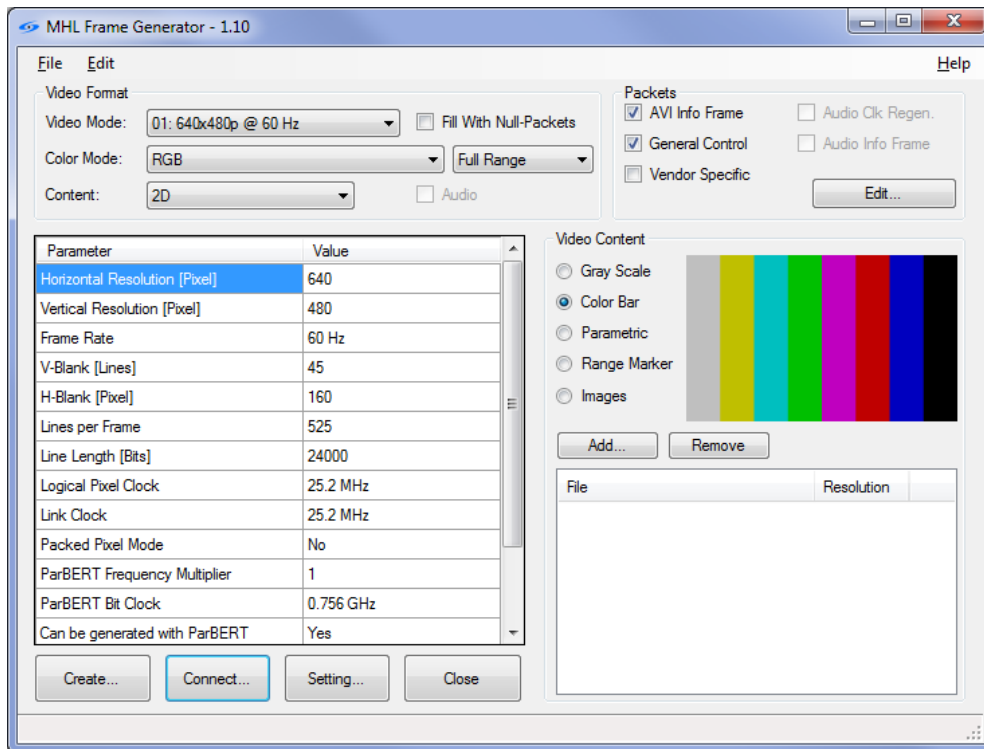 MHL Frame Generator - 1.10
File Edit Help
Video Format
Video Mode: 01: 640x480p @ 60 Hz Fill With Null-Packets
Color Mode: RGB Full Range
Content: 2D Audio
Packets
AVI Info Frame Audio Clk Regen.
General Control Audio Info Frame
Vendor Specific
Edit...
Parameter Value
Horizontal Resolution [Pixel] 640
Vertical Resolution [Pixel] 480
Frame Rate 60 Hz
V-Blank [Lines] 45
H-Blank [Pixel] 160
Lines per Frame 525
Line Length [Bits] 24000
Logical Pixel Clock 25.2 MHz
Link Clock 25.2 MHz
Packed Pixel Mode No
ParBERT Frequency Multiplier 1
ParBERT Bit Clock 0.756 GHz
Can be generated with ParBERT Yes
Create... Connect... Setting... Close
Video Content
Gray Scale
Color Bar
Parametric
Range Marker
Images
Add... Remove
File Resolution